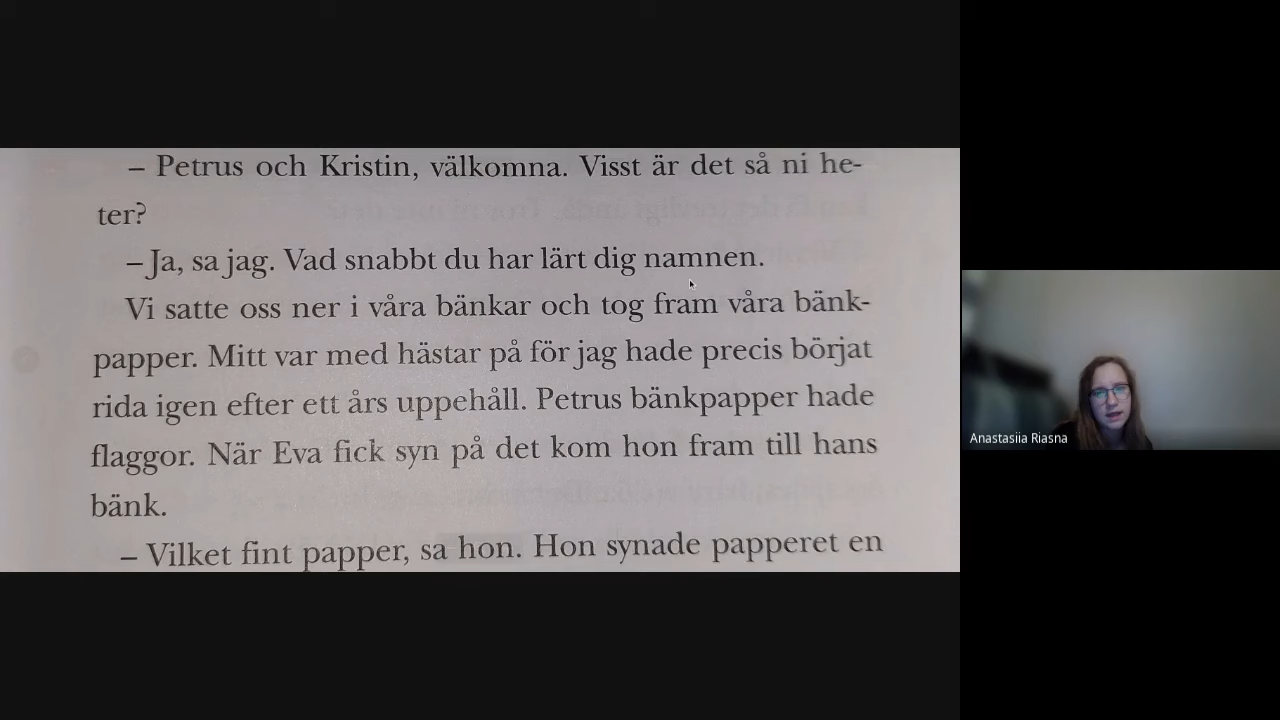 – Petrus och Kristin, välkomna. Visst är det så ni he-
ter?
– Ja, sa jag. Vad snabbt du har lärt dig namnen.
Vi satte oss ner i våra bänkar och tog fram våra bänk-
papper. Mitt var med hästar på för jag hade precis börjat
rida igen efter ett års uppehåll. Petrus bänkpapper hade
flaggor. När Eva fick syn på det kom hon fram till hans
bänk.
– Vilket fint papper, sa hon. Hon synade papperet en
Anastasiia Riasna